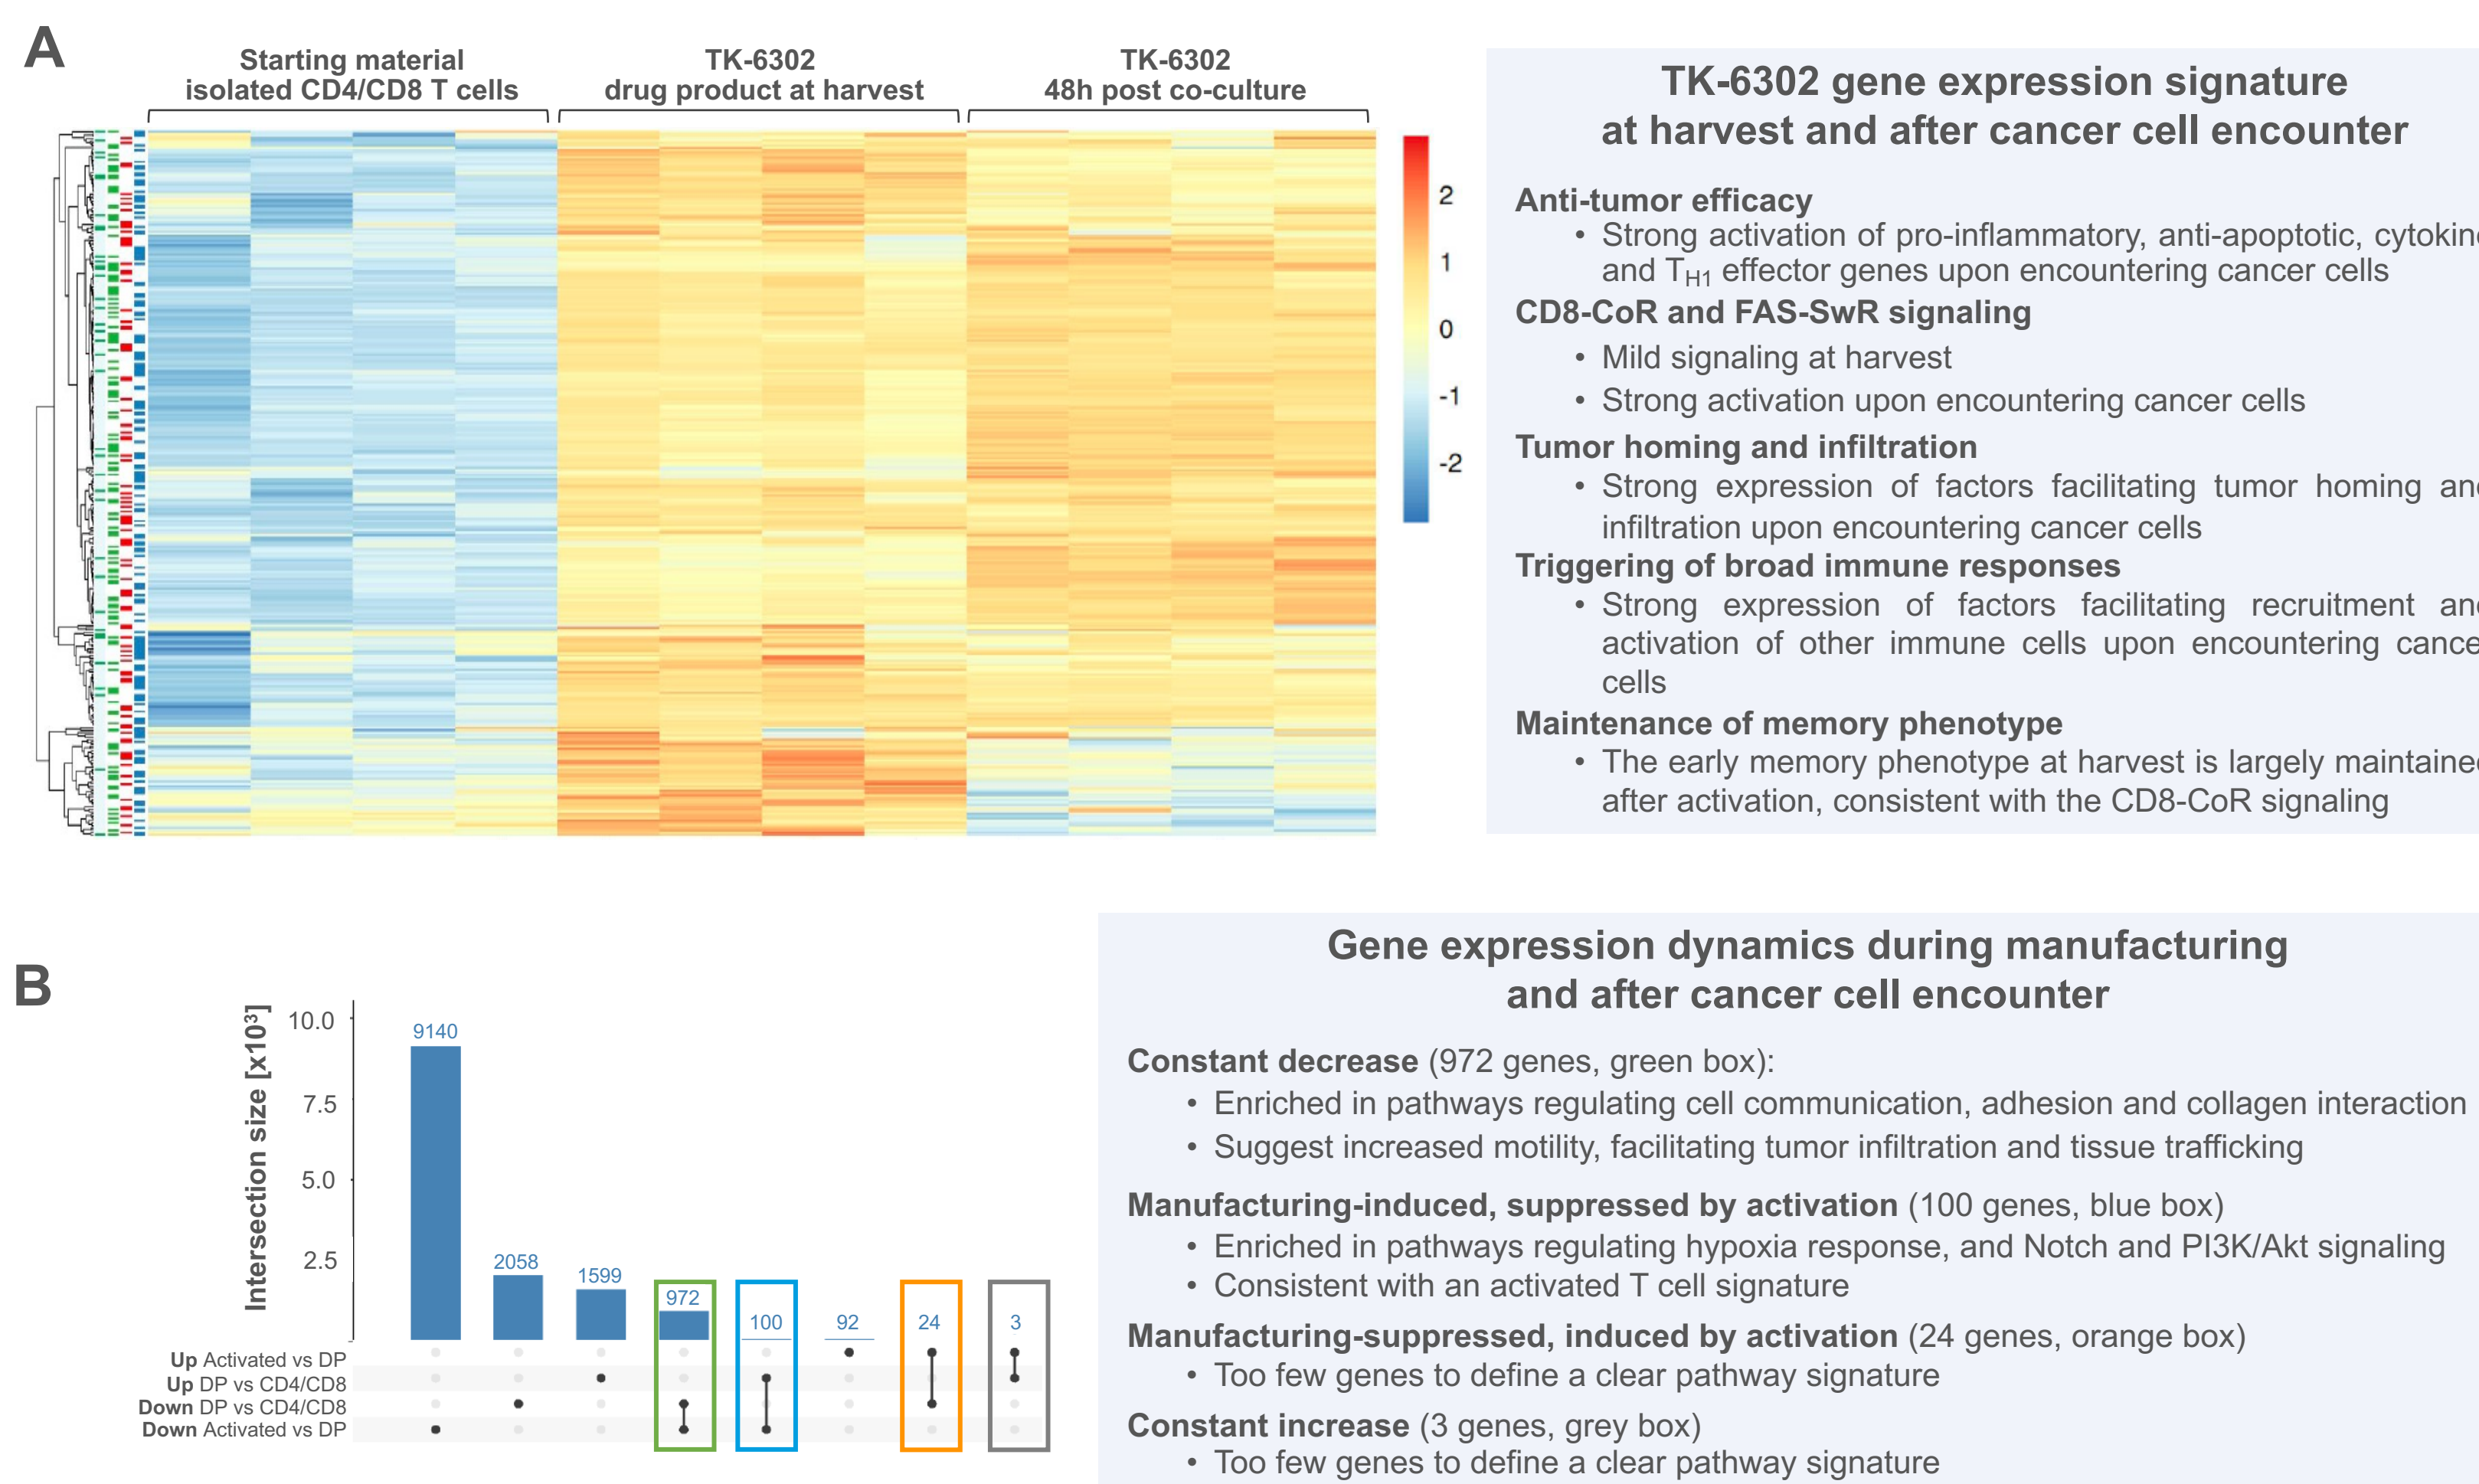 A
Starting material
isolated CD4/CD8 T cells
TK-6302
drug product at harvest
TK-6302
48h post co-culture
2
1
0
-1
-2
TK-6302 gene expression signature
at harvest and after cancer cell encounter
Anti-tumor efficacy
• Strong activation of pro-inflammatory, anti-apoptotic, cytokine
and TH1 effector genes upon encountering cancer cells
CD8-CoR and FAS-SwR signaling
• Mild signaling at harvest
• Strong activation upon encountering cancer cells
Tumor homing and infiltration
• Strong expression of factors facilitating tumor homing and
infiltration upon encountering cancer cells
Triggering of broad immune responses
• Strong expression of factors facilitating recruitment and
activation of other immune cells upon encountering cancer
cells
Maintenance of memory phenotype
• The early memory phenotype at harvest is largely maintained
after activation, consistent with the CD8-CoR signaling
B
Intersection size [x10³]
10.0
7.5
5.0
2.5
9140
2058
1599
972
100
92
24
3
Up Activated vs DP
Up DP vs CD4/CD8
Down DP vs CD4/CD8
Down Activated vs DP
Gene expression dynamics during manufacturing
and after cancer cell encounter
Constant decrease (972 genes, green box):
• Enriched in pathways regulating cell communication, adhesion and collagen interaction
• Suggest increased motility, facilitating tumor infiltration and tissue trafficking
Manufacturing-induced, suppressed by activation (100 genes, blue box)
• Enriched in pathways regulating hypoxia response, and Notch and PI3K/Akt signaling
• Consistent with an activated T cell signature
Manufacturing-suppressed, induced by activation (24 genes, orange box)
• Too few genes to define a clear pathway signature
Constant increase (3 genes, grey box)
• Too few genes to define a clear pathway signature